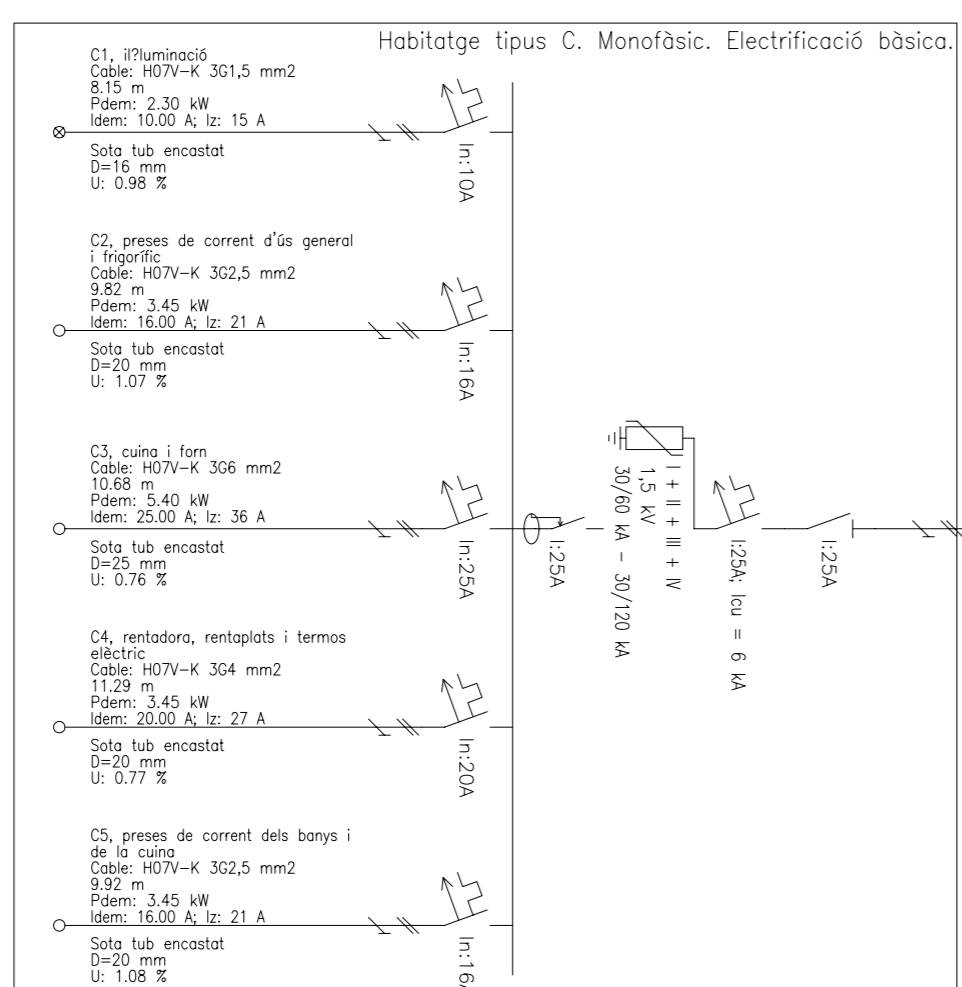 Habitatge tipus C. Monofàsic. Electrificació bàsica.
C1, il?luminació
Cable: H07V-K 3G1,5 mm2
8.15 m
Pdem: 2.30 kW
Idem: 10.00 A; Iz: 15 A
Sota tub encastat
D=16 mm
U: 0.98 %
In:10A
C2, preses de corrent d'ús general
i frigorífic
Cable: H07V-K 3G2,5 mm2
9.82 m
Pdem: 3.45 kW
Idem: 16.00 A; Iz: 21 A
Sota tub encastat
D=20 mm
U: 1.07 %
In:16A
C3, cuina i forn
Cable: H07V-K 3G6 mm2
10.68 m
Pdem: 5.40 kW
Idem: 25.00 A; Iz: 36 A
Sota tub encastat
D=25 mm
U: 0.76 %
In:25A
I:25A
I + II + III + IV
1,5 kV
30/60 kA - 30/120 kA
I:25A; Icu = 6 kA
I:25A
C4, rentadora, rentaplats i termos
elèctric
Cable: H07V-K 3G4 mm2
11.29 m
Pdem: 3.45 kW
Idem: 20.00 A; Iz: 27 A
Sota tub encastat
D=20 mm
U: 0.77 %
In:20A
C5, preses de corrent dels banys i
de la cuina
Cable: H07V-K 3G2,5 mm2
9.92 m
Pdem: 3.45 kW
Idem: 16.00 A; Iz: 21 A
Sota tub encastat
D=20 mm
U: 1.08 %
In:16A